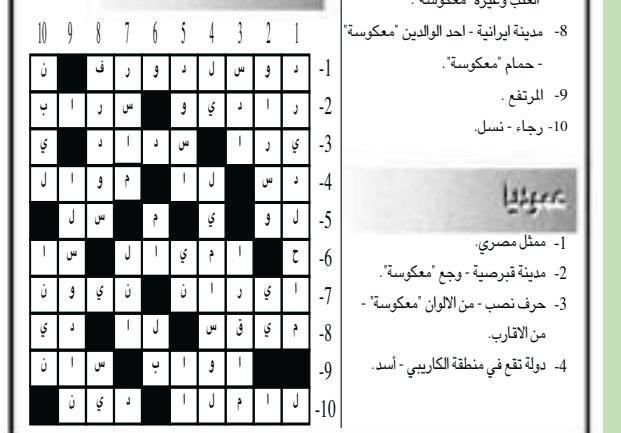 العنب وغيره "معكوسة".
8- مدينة ايرانية - احد الوالدين "معكوسة"
- حمام "معكوسة".
9- المرتفع .
10- رجاء - نسل.
عموديا
1- ممثل مصري.
2- مدينة قبرصية - وجع "معكوسة".
3- حرف نصب - من الالوان "معكوسة" -
من الاقارب.
4- دولة تقع في منطقة الكاريبي - أسد.
1 2 3 4 5 6 7 8 9 10
1- د و س ل د و ر ف ن
2- ر ا د ي و س ر ا ب
3- ي ر ا س د ا د ي
4- د س ل ا م و ا ل
5- ل و ي م س ل
6- ح ا م ي ا ل س ا
7- ا ي ر ا ن ن ي و ن
8- م ي ق س ل ا د ي
9- ا و ا ب س ا ن
10- ل ا م ل ا د ي ن